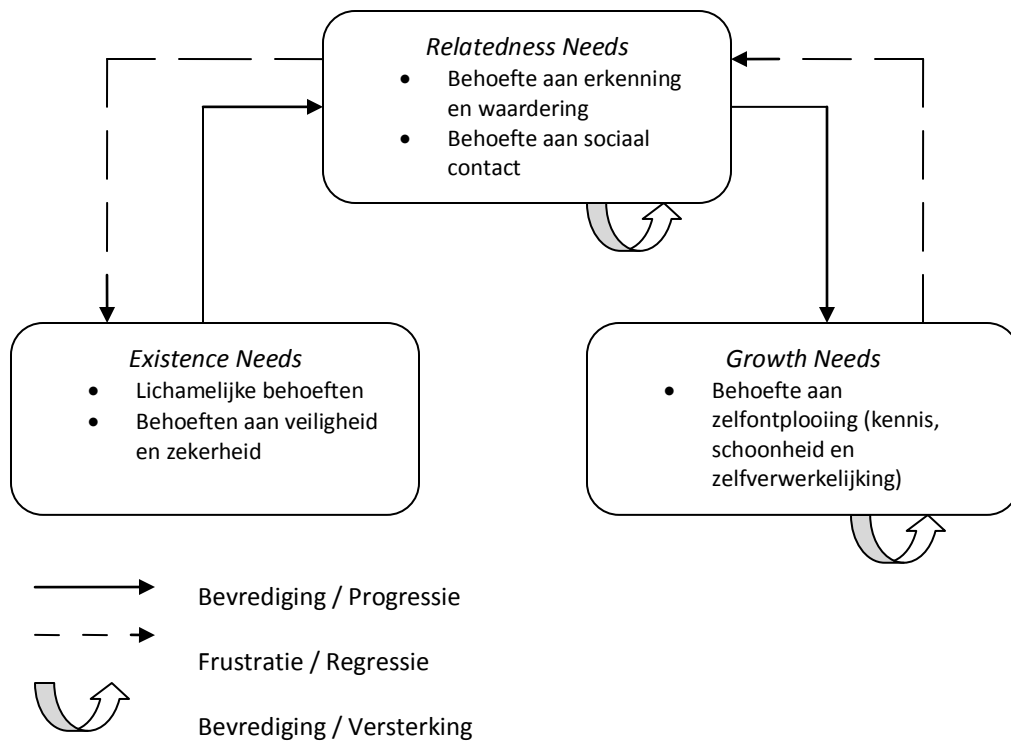 Relatedness Needs
• Behoefte aan erkenning
en waardering
• Behoefte aan sociaal
contact
Existence Needs
• Lichamelijke behoeften
• Behoeften aan veiligheid
en zekerheid
Growth Needs
• Behoefte aan
zelfontplooiing (kennis,
schoonheid en
zelfverwerkelijking)
Bevrediging / Progressie
Frustratie / Regressie
Bevrediging / Versterking